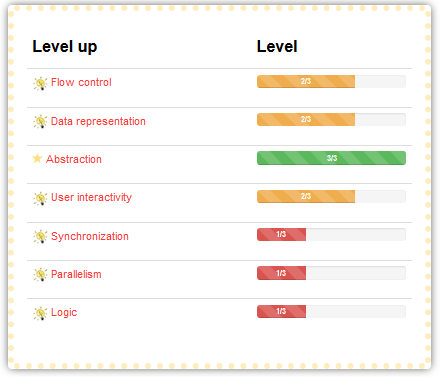 Level up Level
Flow control 2/3
Data representation 2/3
Abstraction 3/3
User interactivity 2/3
Synchronization 1/3
Parallelism 1/3
Logic 1/3